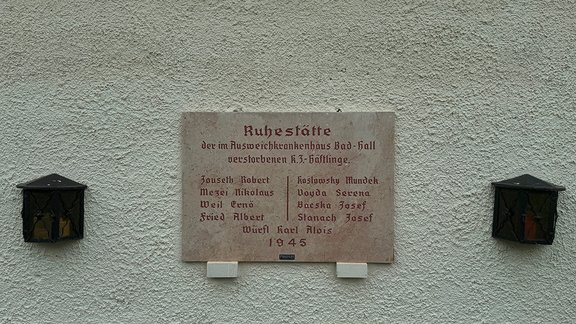 Ruhestätte
der im Ausweichkrankenhaus Bad-Hall
verstorbenen K.Z.-Häftlinge.
Zouseth Robert
Mezei Nikolaus
Weil Ernö
Fried Albert
Koslowsky Mundek
Vayda Serena
Bácska Josef
Stanach Josef
Würfl Karl Alois
1945